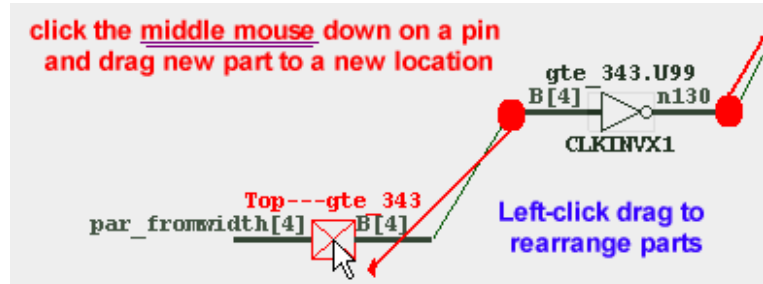 click the middle mouse down on a pin
and drag new part to a new location
gte_343.U99
B[4] n130
CLKINVX1
Top---gte_343
par_fromwidth[4] B[4]
Left-click drag to
rearrange parts